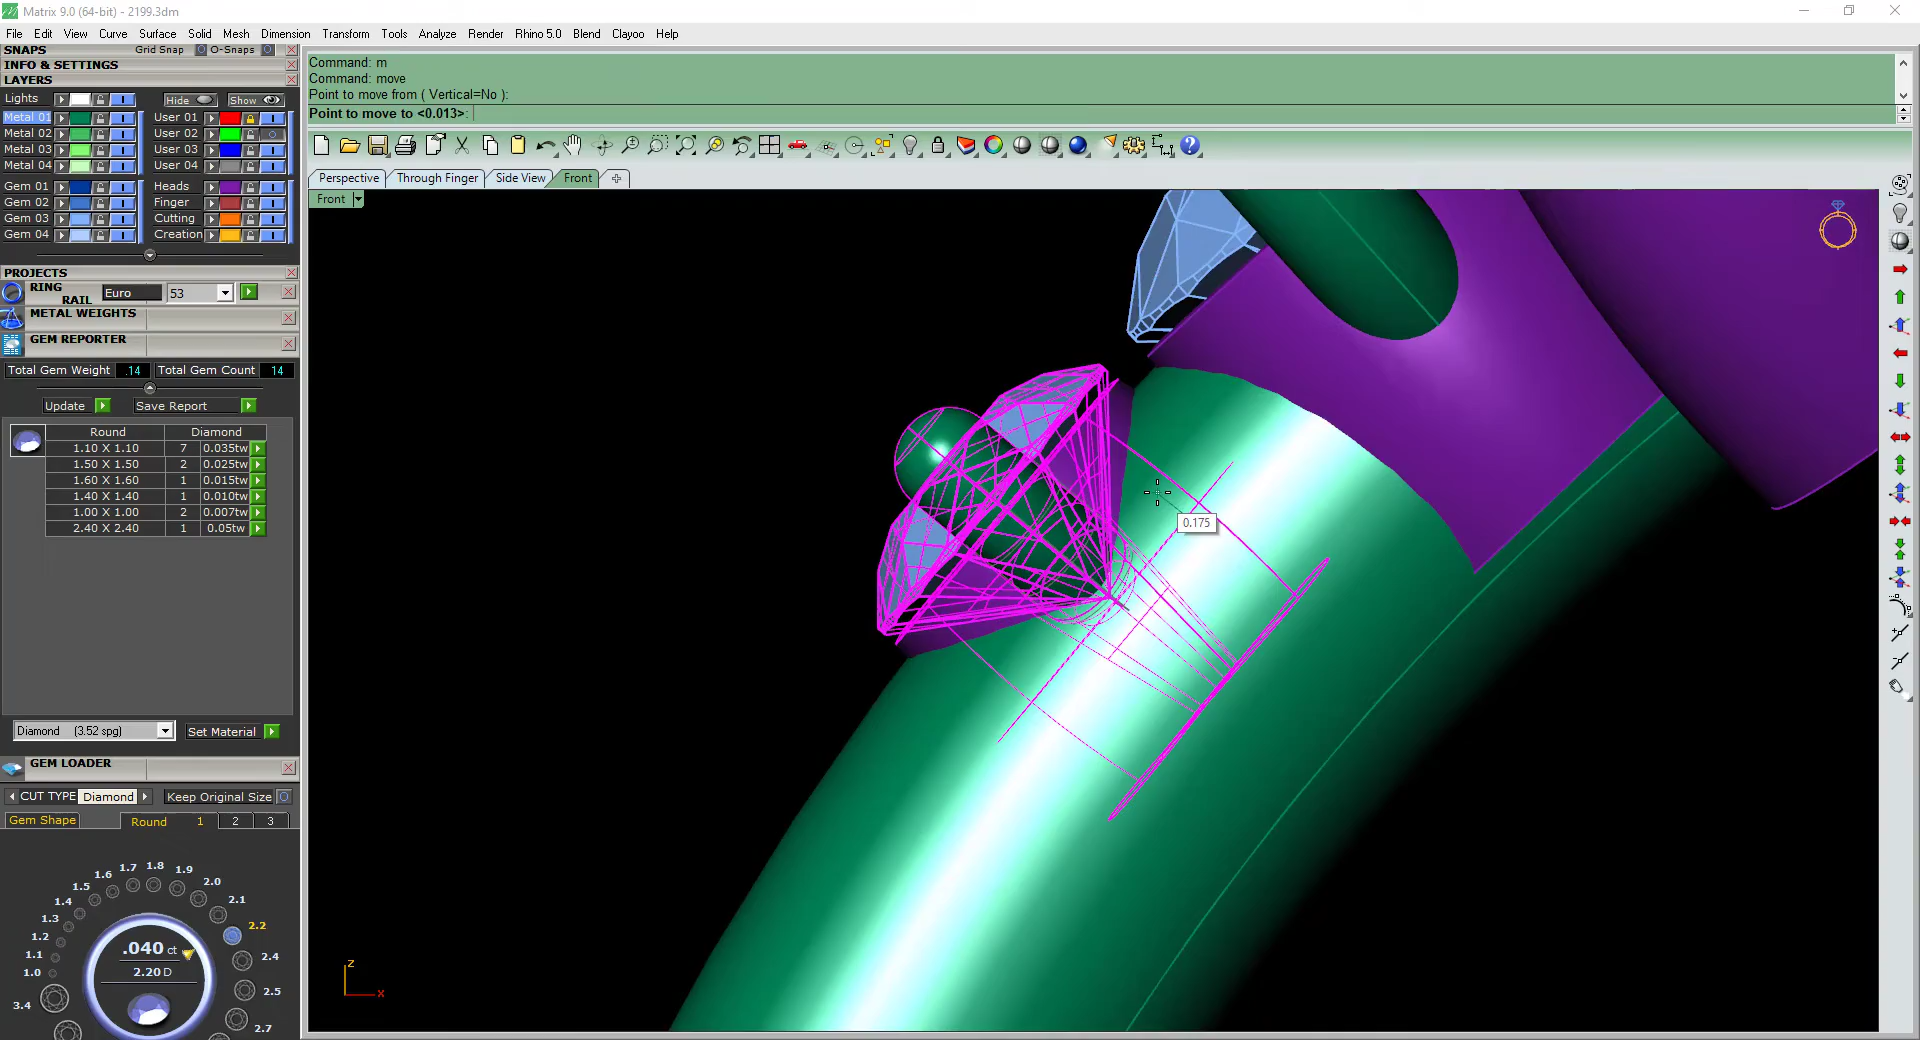 Matrix 9.0 (64-bit) - 2199.3dm
File Edit View Curve Surface Solid Mesh Dimension Transform Tools Analyze Render Rhino 5.0 Blend Clayoo Help
SNAPS Grid Snap O-Snaps
INFO & SETTINGS
LAYERS
Lights Hide Show
Metal 01 User 01
Metal 02 User 02
Metal 03 User 03
Metal 04 User 04
Gem 01 Heads
Gem 02 Finger
Gem 03 Cutting
Gem 04 Creation
PROJECTS
RING RAIL Euro 53
METAL WEIGHTS
GEM REPORTER
Total Gem Weight .14 Total Gem Count 14
Update Save Report
Round Diamond
1.10 X 1.10 7 0.035tw
1.50 X 1.50 2 0.025tw
1.60 X 1.60 1 0.015tw
1.40 X 1.40 1 0.010tw
1.00 X 1.00 2 0.007tw
2.40 X 2.40 1 0.05tw
Diamond (3.52 spg) Set Material
GEM LOADER
CUT TYPE Diamond Keep Original Size
Gem Shape Round 1 2 3
1.0
1.1
1.2
1.3
1.4
1.5
1.6
1.7
1.8
1.9
2.0
2.1
2.2
2.4
2.5
2.7
3.4
.040 ct
2.20 D
Command: m
Command: move
Point to move from ( Vertical=No ):
Point to move to <0.013>:
Perspective Through Finger Side View Front
Front
0.175
z
x